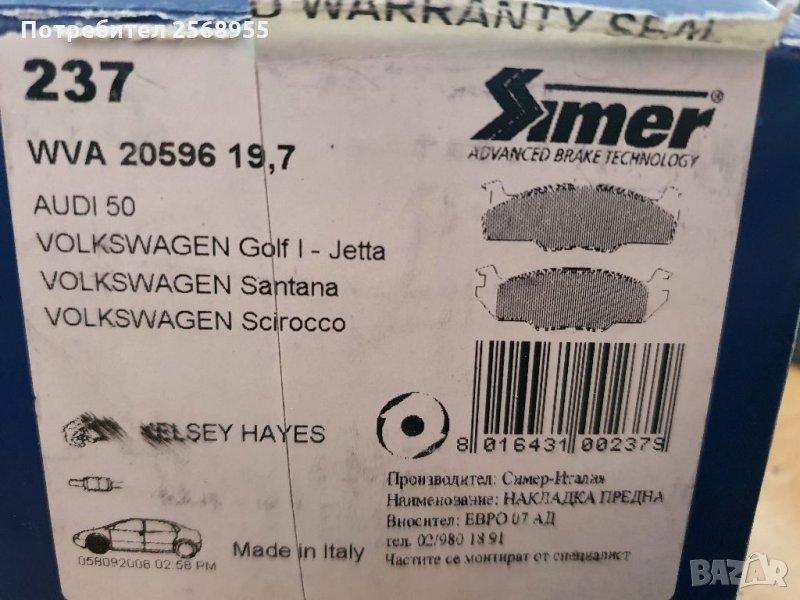 D WARRANTY SEAL
Потребител 2568955
237
Simer®
ADVANCED BRAKE TECHNOLOGY
WVA 20596 19,7
AUDI 50
VOLKSWAGEN Golf I - Jetta
VOLKSWAGEN Santana
VOLKSWAGEN Scirocco
KELSEY HAYES
8 016431 002379
Производител: Симер-Италия
Наименование: НАКЛАДКА ПРЕДНА
Вносител: ЕВРО 07 АД
тел. 02/980 18 91
Частите се монтират от специалист
Made in Italy
058092008 02:58 PM
BAZAR